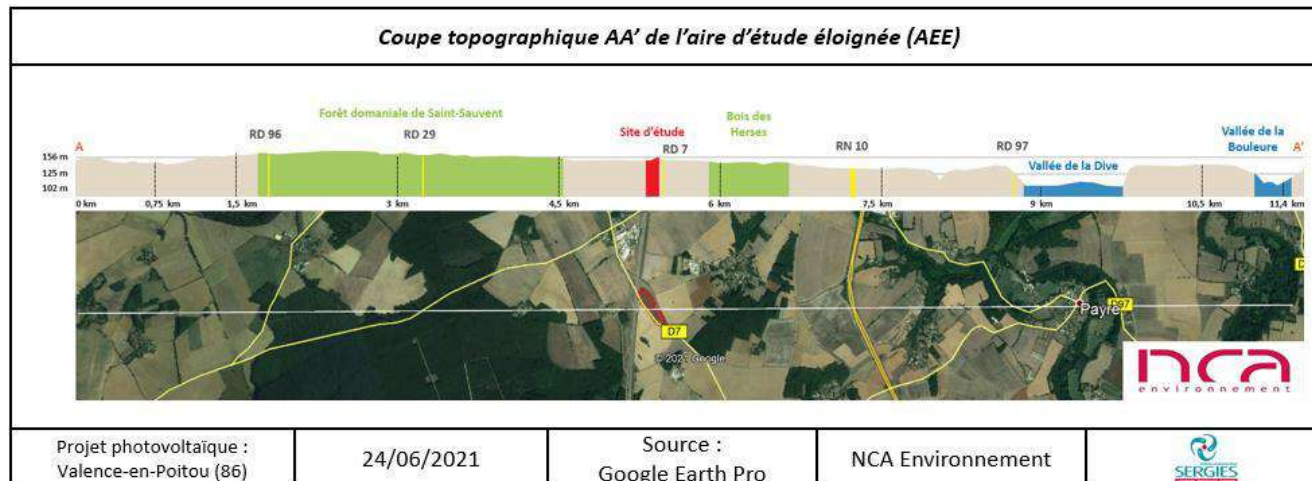 Coupe topographique AA’ de l’aire d’étude éloignée (AEE)
Forêt domaniale de Saint-Sauvent
RD 96
RD 29
Site d’étude
RD 7
Bois des
Herses
RN 10
RD 97
Vallée de la Dive
Vallée de la
Bouleure
A
A’
156 m
125 m
102 m
0 km
0,75 km
1,5 km
3 km
4,5 km
6 km
7,5 km
9 km
10,5 km
11,4 km
D7
© 2021 Google
Payré
D97
D
nca
environnement
Projet photovoltaïque :
Valence-en-Poitou (86)
24/06/2021
Source :
Google Earth Pro
NCA Environnement
SERGIES